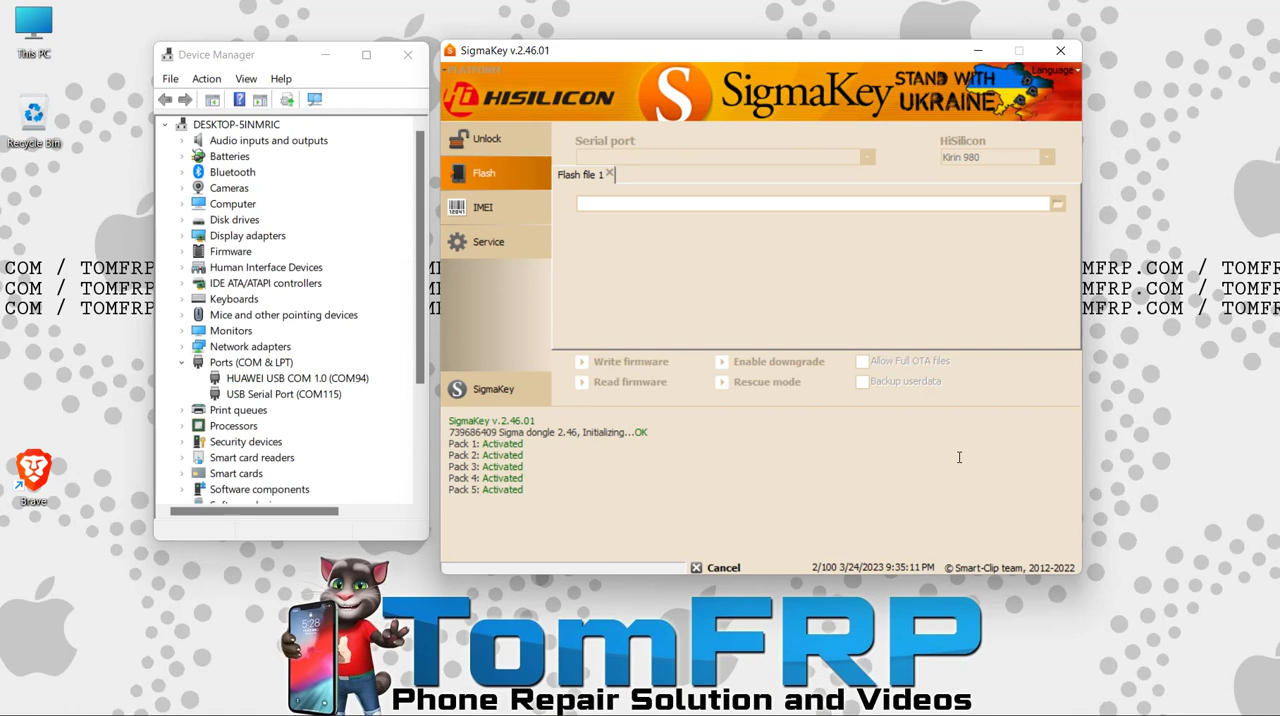 This PC
Recycle Bin
Brave
COM / TOMFRP
COM / TOMFRP
COM / TOMFRP
Device Manager
File Action View Help
DESKTOP-5INMRIC
Audio inputs and outputs
Batteries
Bluetooth
Cameras
Computer
Disk drives
Display adapters
Firmware
Human Interface Devices
IDE ATA/ATAPI controllers
Keyboards
Mice and other pointing devices
Monitors
Network adapters
Ports (COM & LPT)
HUAWEI USB COM 1.0 (COM94)
USB Serial Port (COM115)
Print queues
Processors
Security devices
Smart card readers
Smart cards
Software components
SigmaKey v.2.46.01
PLATFORM
HISILICON
S SigmaKey
STAND WITH
UKRAINE
Language
Unlock
Flash
IMEI
Service
SigmaKey
Serial port
HiSilicon
Kirin 980
Flash file 1
Write firmware
Enable downgrade
Allow Full OTA files
Read firmware
Rescue mode
Backup userdata
SigmaKey v.2.46.01
739686409 Sigma dongle 2.46, Initializing...OK
Pack 1: Activated
Pack 2: Activated
Pack 3: Activated
Pack 4: Activated
Pack 5: Activated
Cancel
2/100 3/24/2023 9:35:11 PM
© Smart-Clip team, 2012-2022
MFRP.COM / TOM
MFRP.COM / TOM
MFRP.COM / TOM
5:28
TomFRP
Phone Repair Solution and Videos